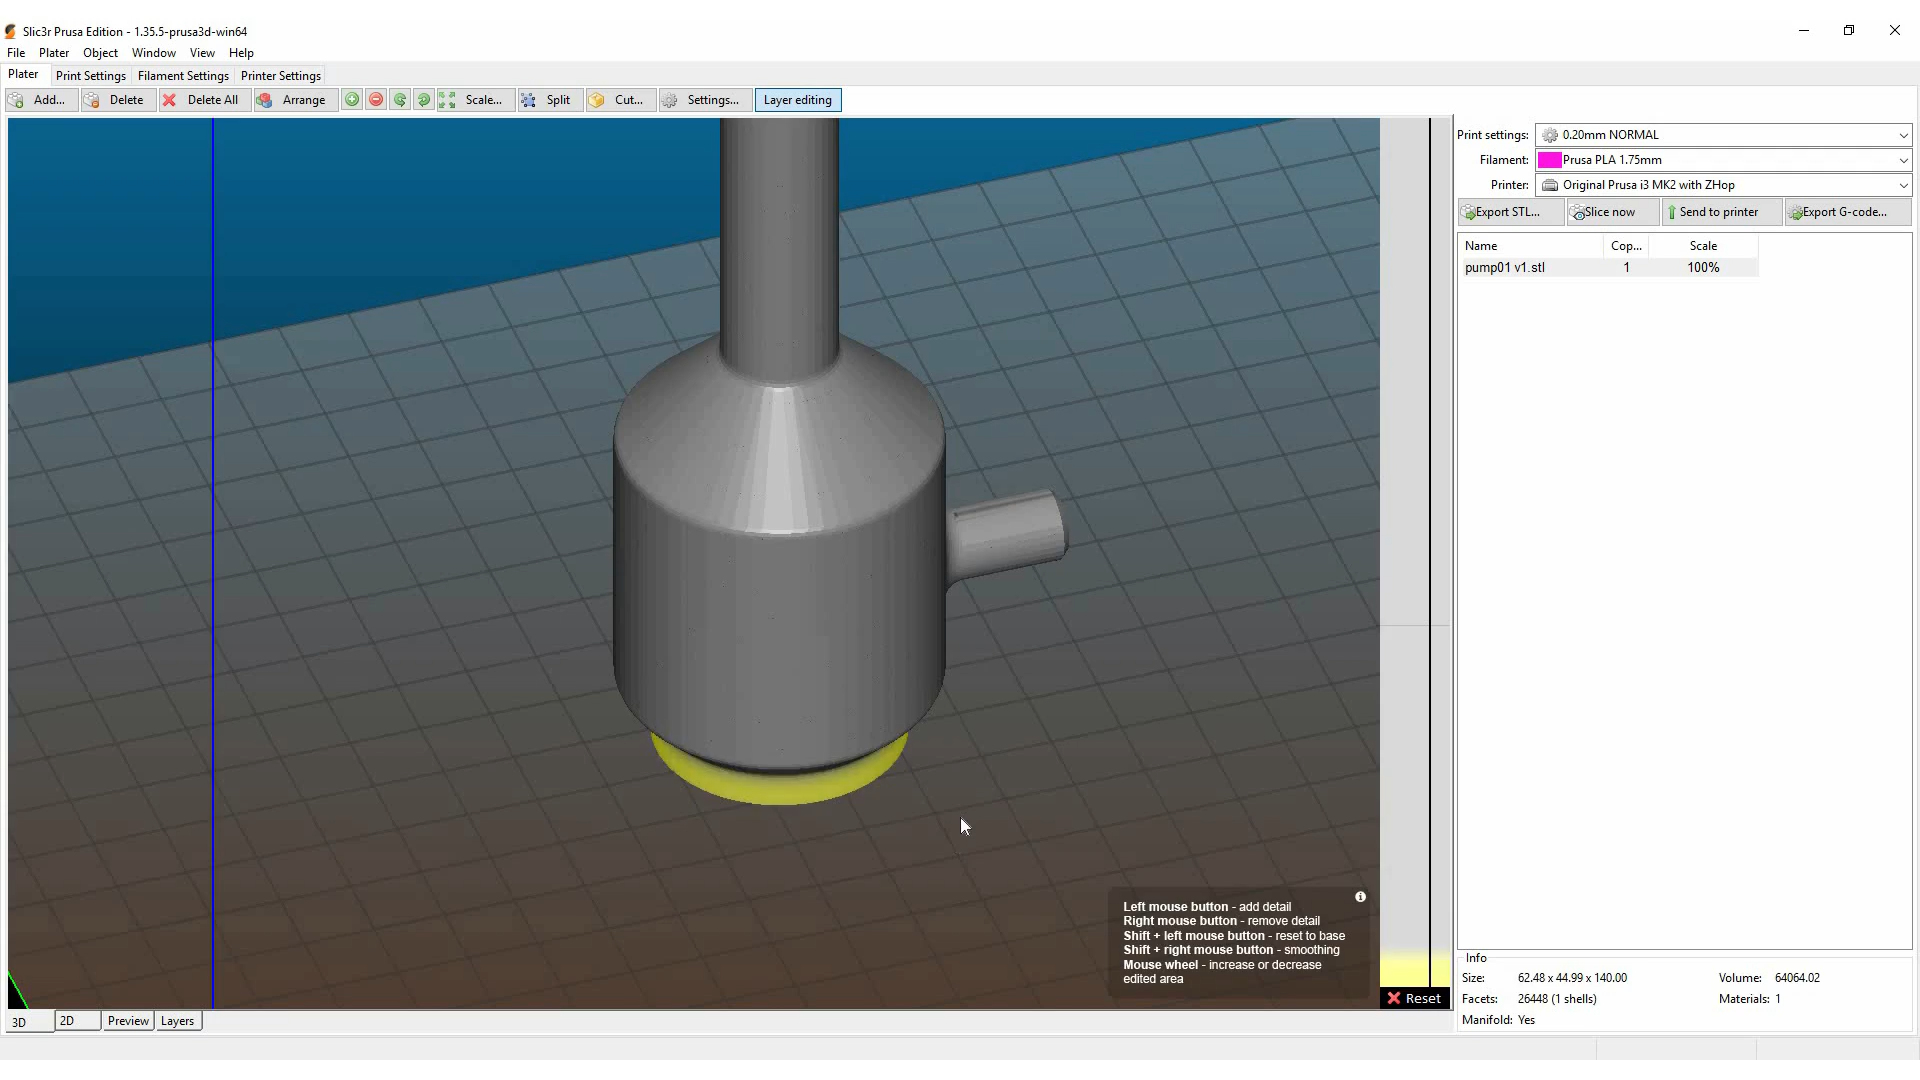 Slic3r Prusa Edition - 1.35.5-prusa3d-win64
File Plater Object Window View Help
Plater Print Settings Filament Settings Printer Settings
Add... Delete Delete All Arrange Scale... Split Cut... Settings... Layer editing
Print settings: 0.20mm NORMAL
Filament: Prusa PLA 1.75mm
Printer: Original Prusa i3 MK2 with ZHop
Export STL... Slice now Send to printer Export G-code...
Name Cop... Scale
pump01 v1.stl 1 100%
Left mouse button - add detail
Right mouse button - remove detail
Shift + left mouse button - reset to base
Shift + right mouse button - smoothing
Mouse wheel - increase or decrease
edited area
Reset
Info
Size: 62.48 x 44.99 x 140.00 Volume: 64064.02
Facets: 26448 (1 shells) Materials: 1
Manifold: Yes
3D 2D Preview Layers